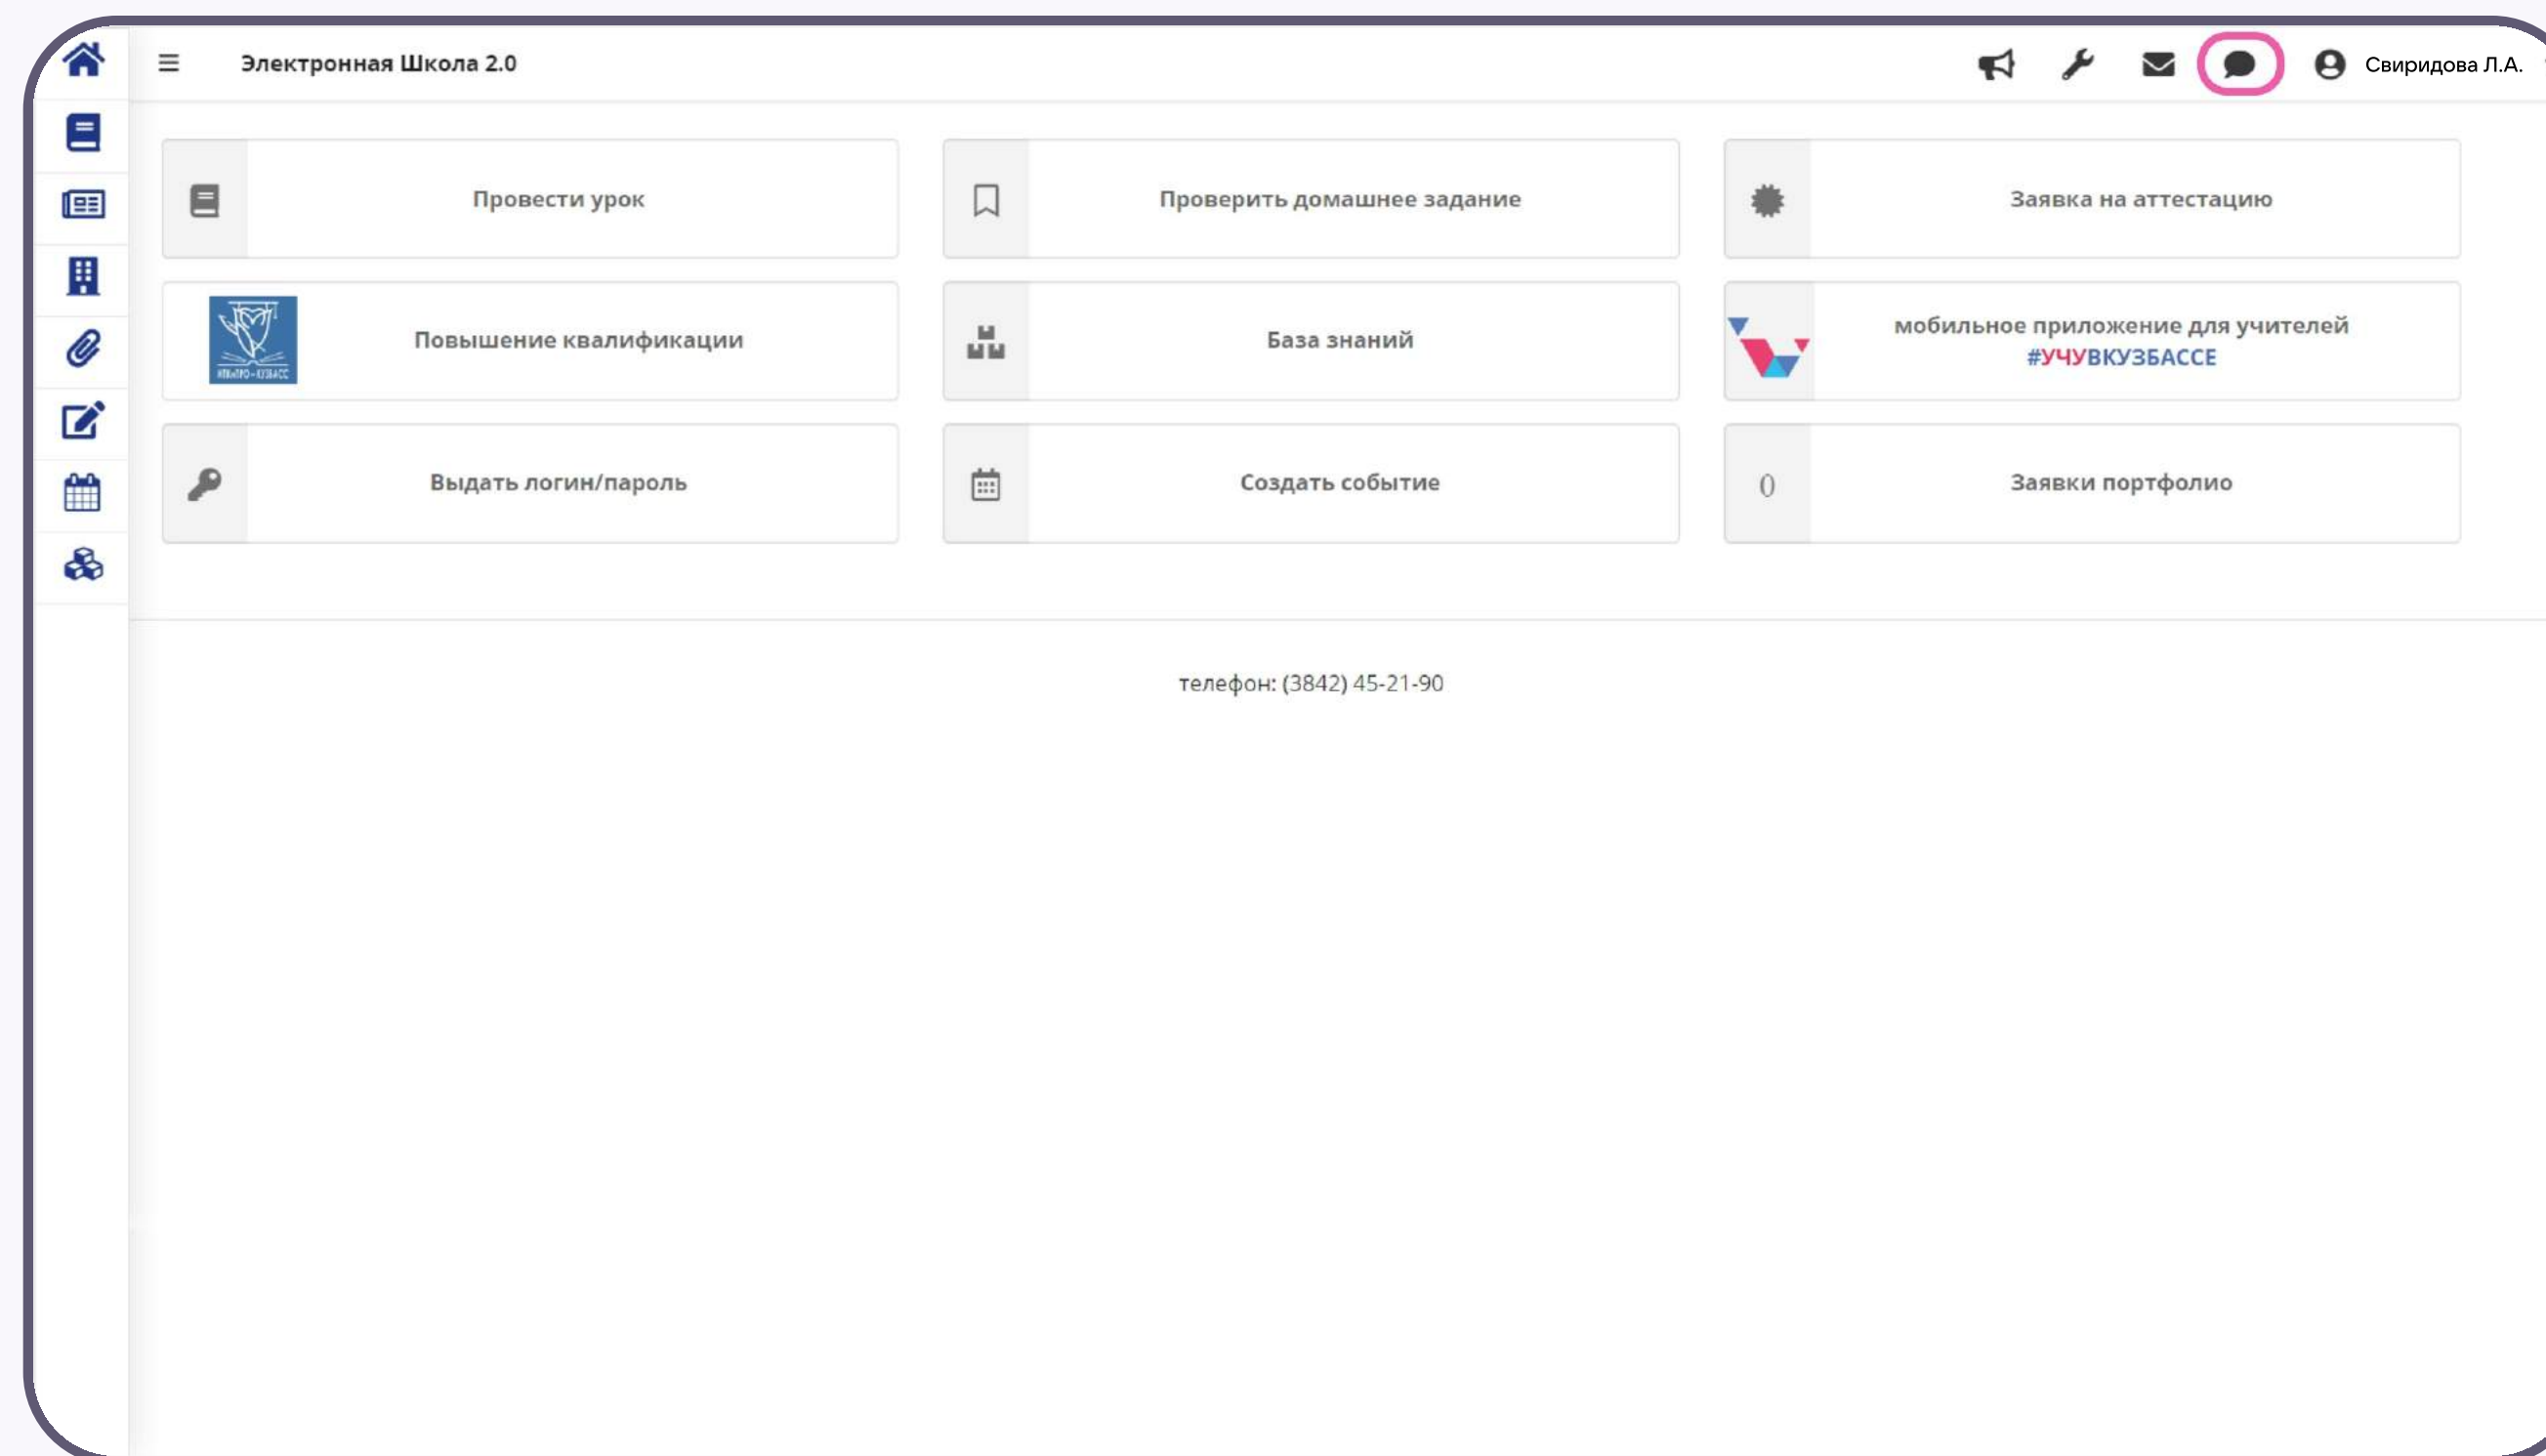 Электронная Школа 2.0
Свиридова Л.А.
Провести урок
Проверить домашнее задание
Заявка на аттестацию
Повышение квалификации
База знаний
мобильное приложение для учителей
#УЧУВКУЗБАССЕ
Выдать логин/пароль
Создать событие
0
Заявки портфолио
телефон: (3842) 45-21-90